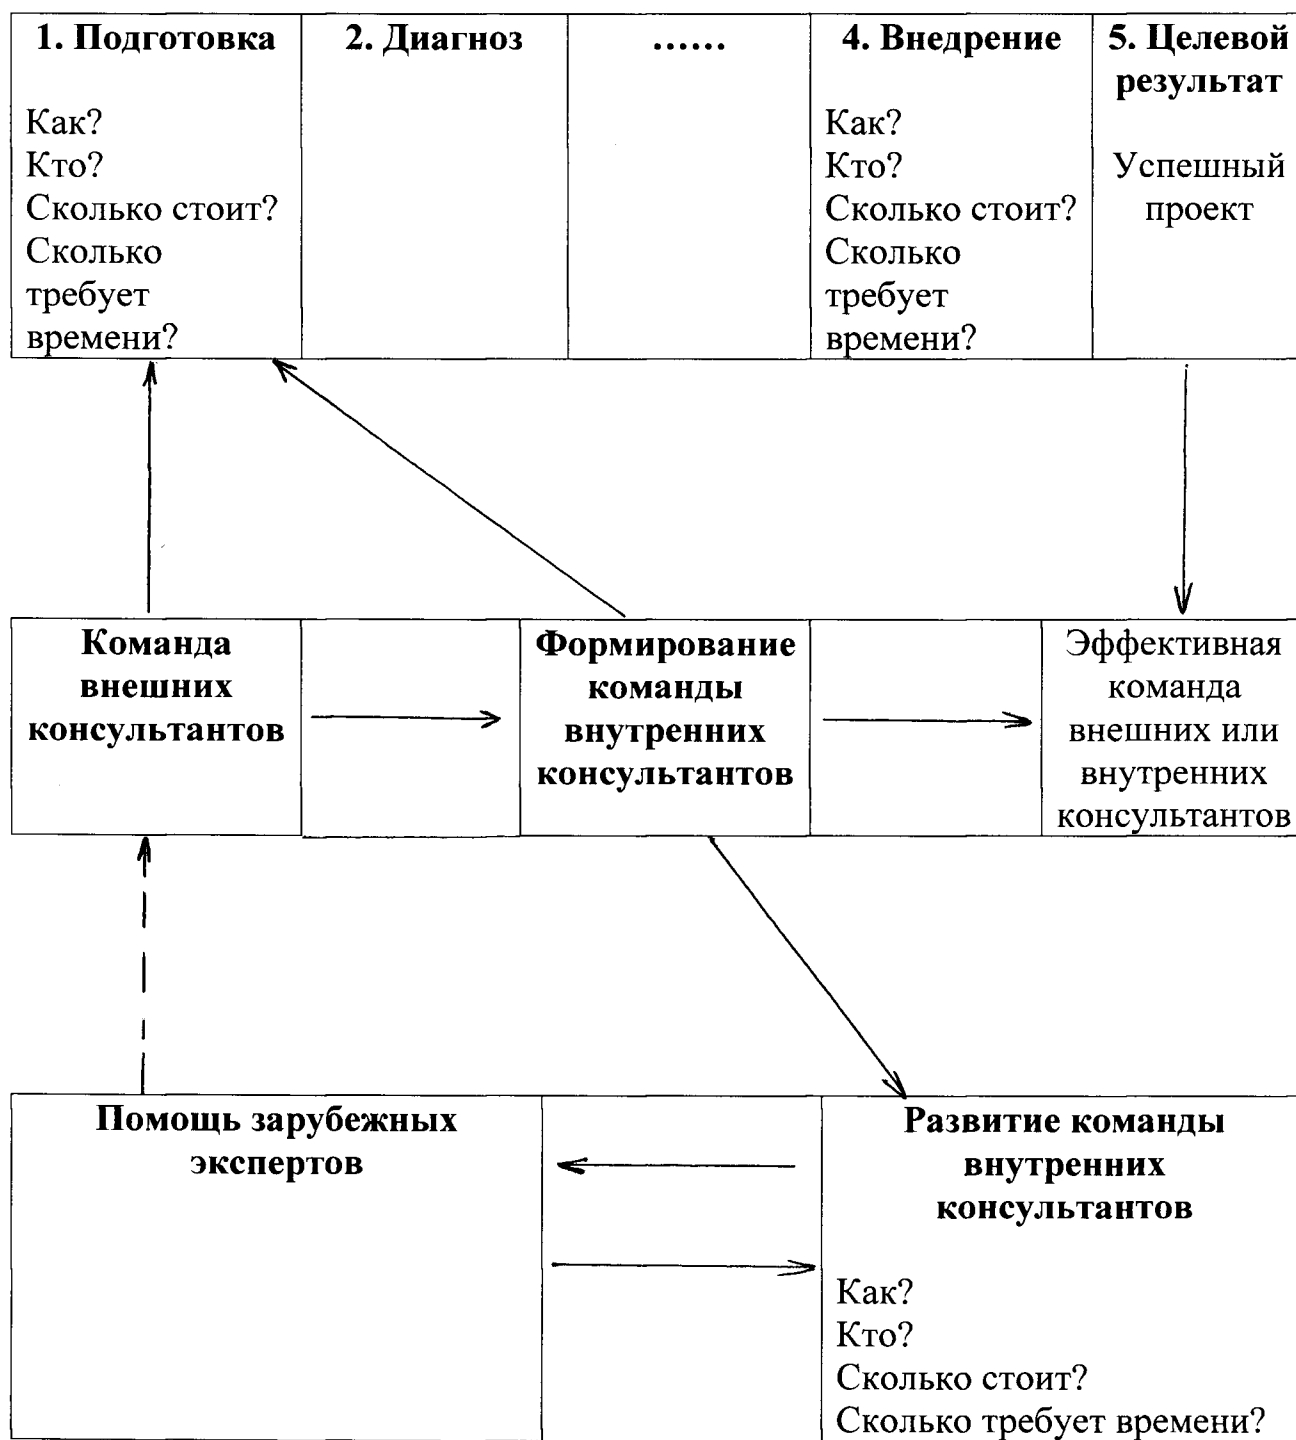 1. Подготовка
Как?
Кто?
Сколько стоит?
Сколько
требует
времени?
2. Диагноз
......
4. Внедрение
Как?
Кто?
Сколько стоит?
Сколько
требует
времени?
5. Целевой
результат
Успешный
проект
Команда
внешних
консультантов
Формирование
команды
внутренних
консультантов
Эффективная
команда
внешних или
внутренних
консультантов
Помощь зарубежных
экспертов
Развитие команды
внутренних
консультантов
Как?
Кто?
Сколько стоит?
Сколько требует времени?